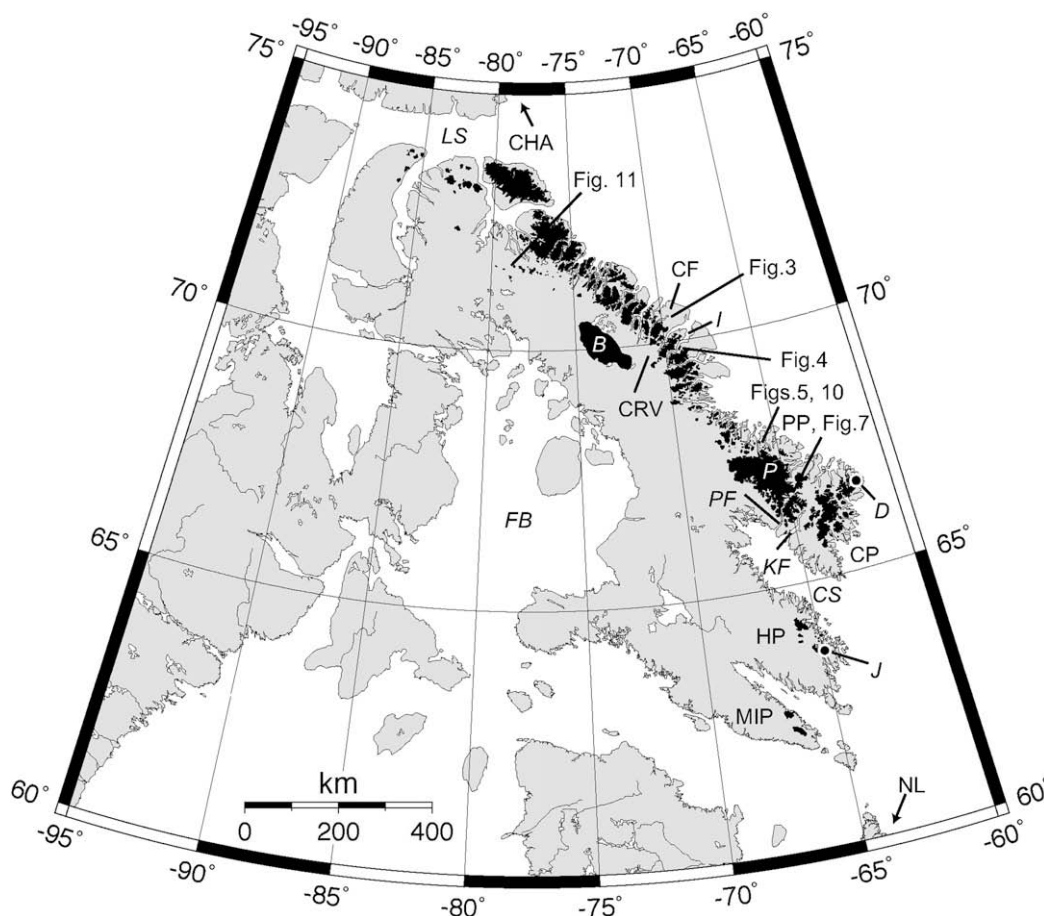 -95° -90° -85° -80° -75° -70° -65° -60°
75° 75°
LS
CHA
Fig. 11
CF
Fig.3
I
70° 70°
B
Fig.4
CRV
Figs.5, 10
PP, Fig.7
P
PF
D
FB
KF
CP
65° 65°
CS
HP
J
MIP
km
0 200 400
NL
60° 60°
-95° -90° -85° -80° -75° -70° -65° -60°